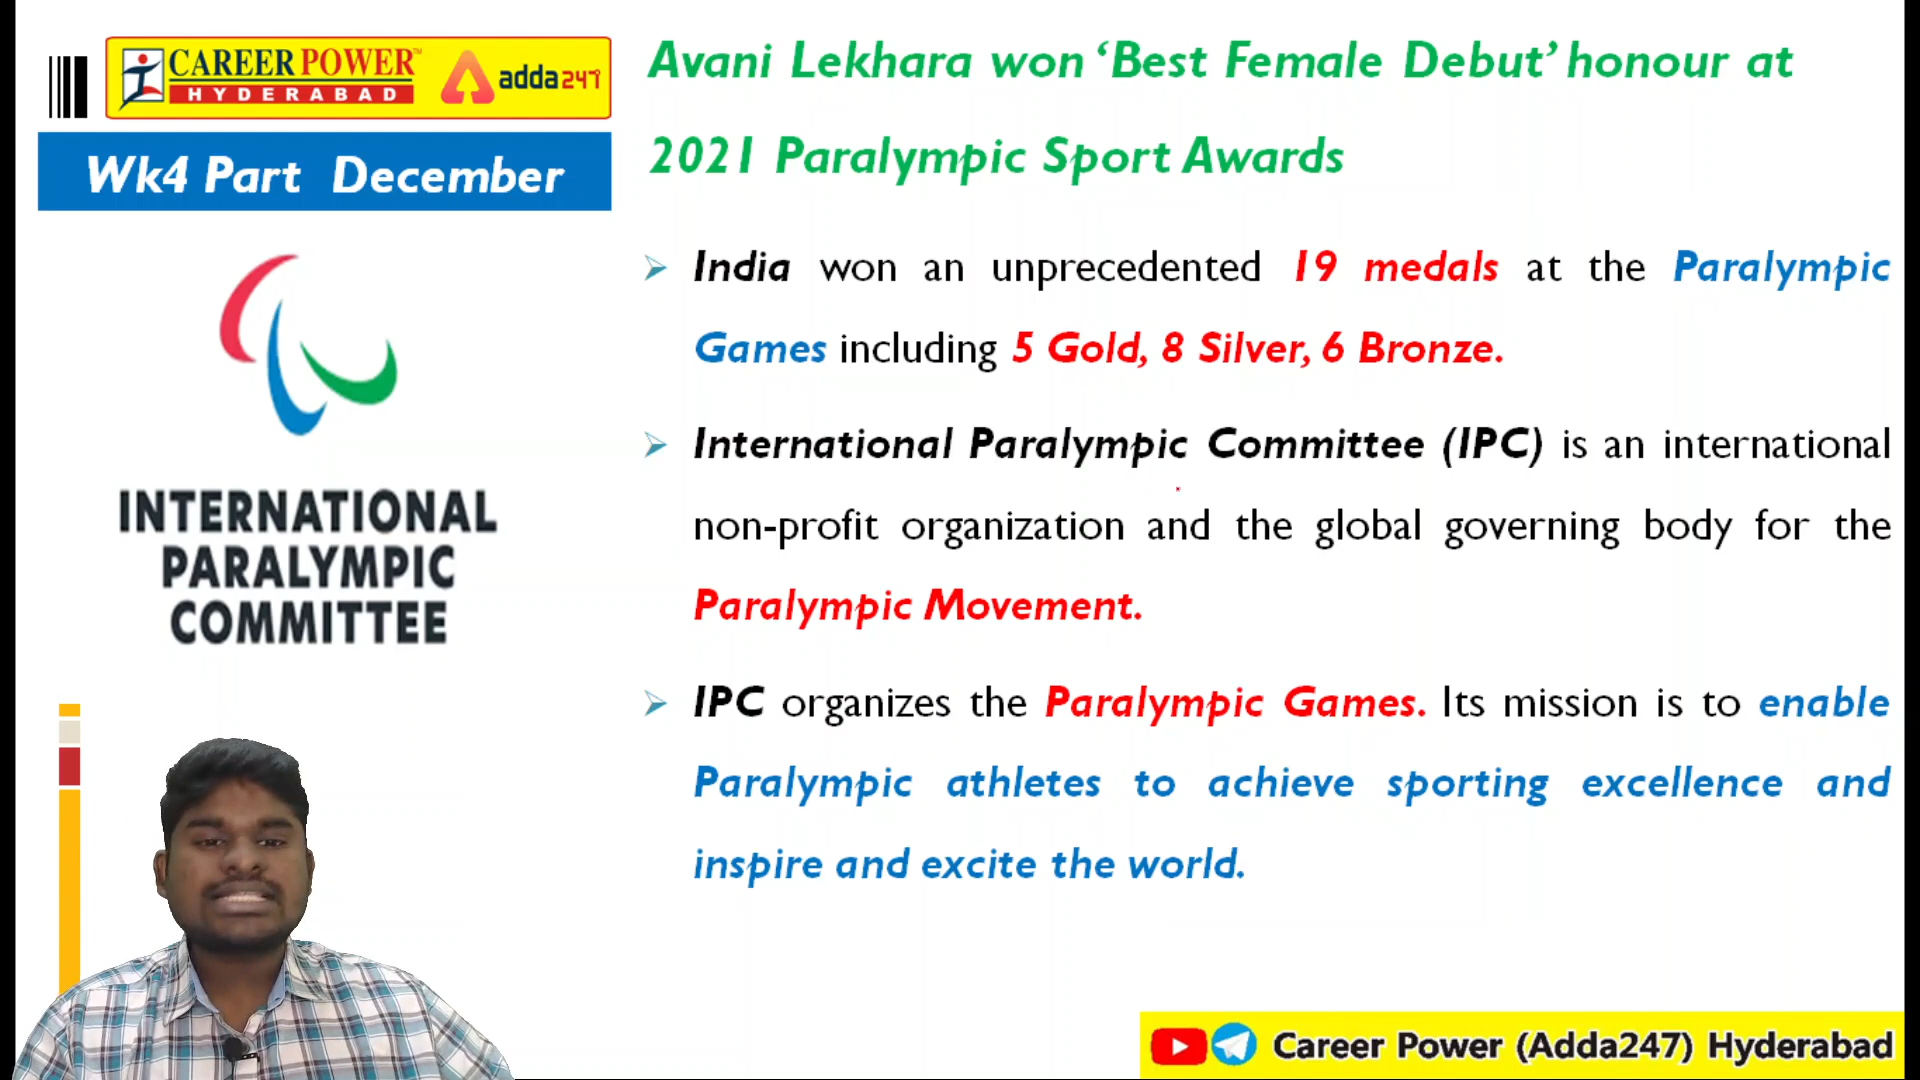 CAREER POWER
HYDERABAD
adda247
Wk4 Part December
Avani Lekhara won ‘Best Female Debut’ honour at
2021 Paralympic Sport Awards
India won an unprecedented 19 medals at the Paralympic
Games including 5 Gold, 8 Silver, 6 Bronze.
International Paralympic Committee (IPC) is an international
non-profit organization and the global governing body for the
Paralympic Movement.
IPC organizes the Paralympic Games. Its mission is to enable
Paralympic athletes to achieve sporting excellence and
inspire and excite the world.
INTERNATIONAL
PARALYMPIC
COMMITTEE
Career Power (Adda247) Hyderabad